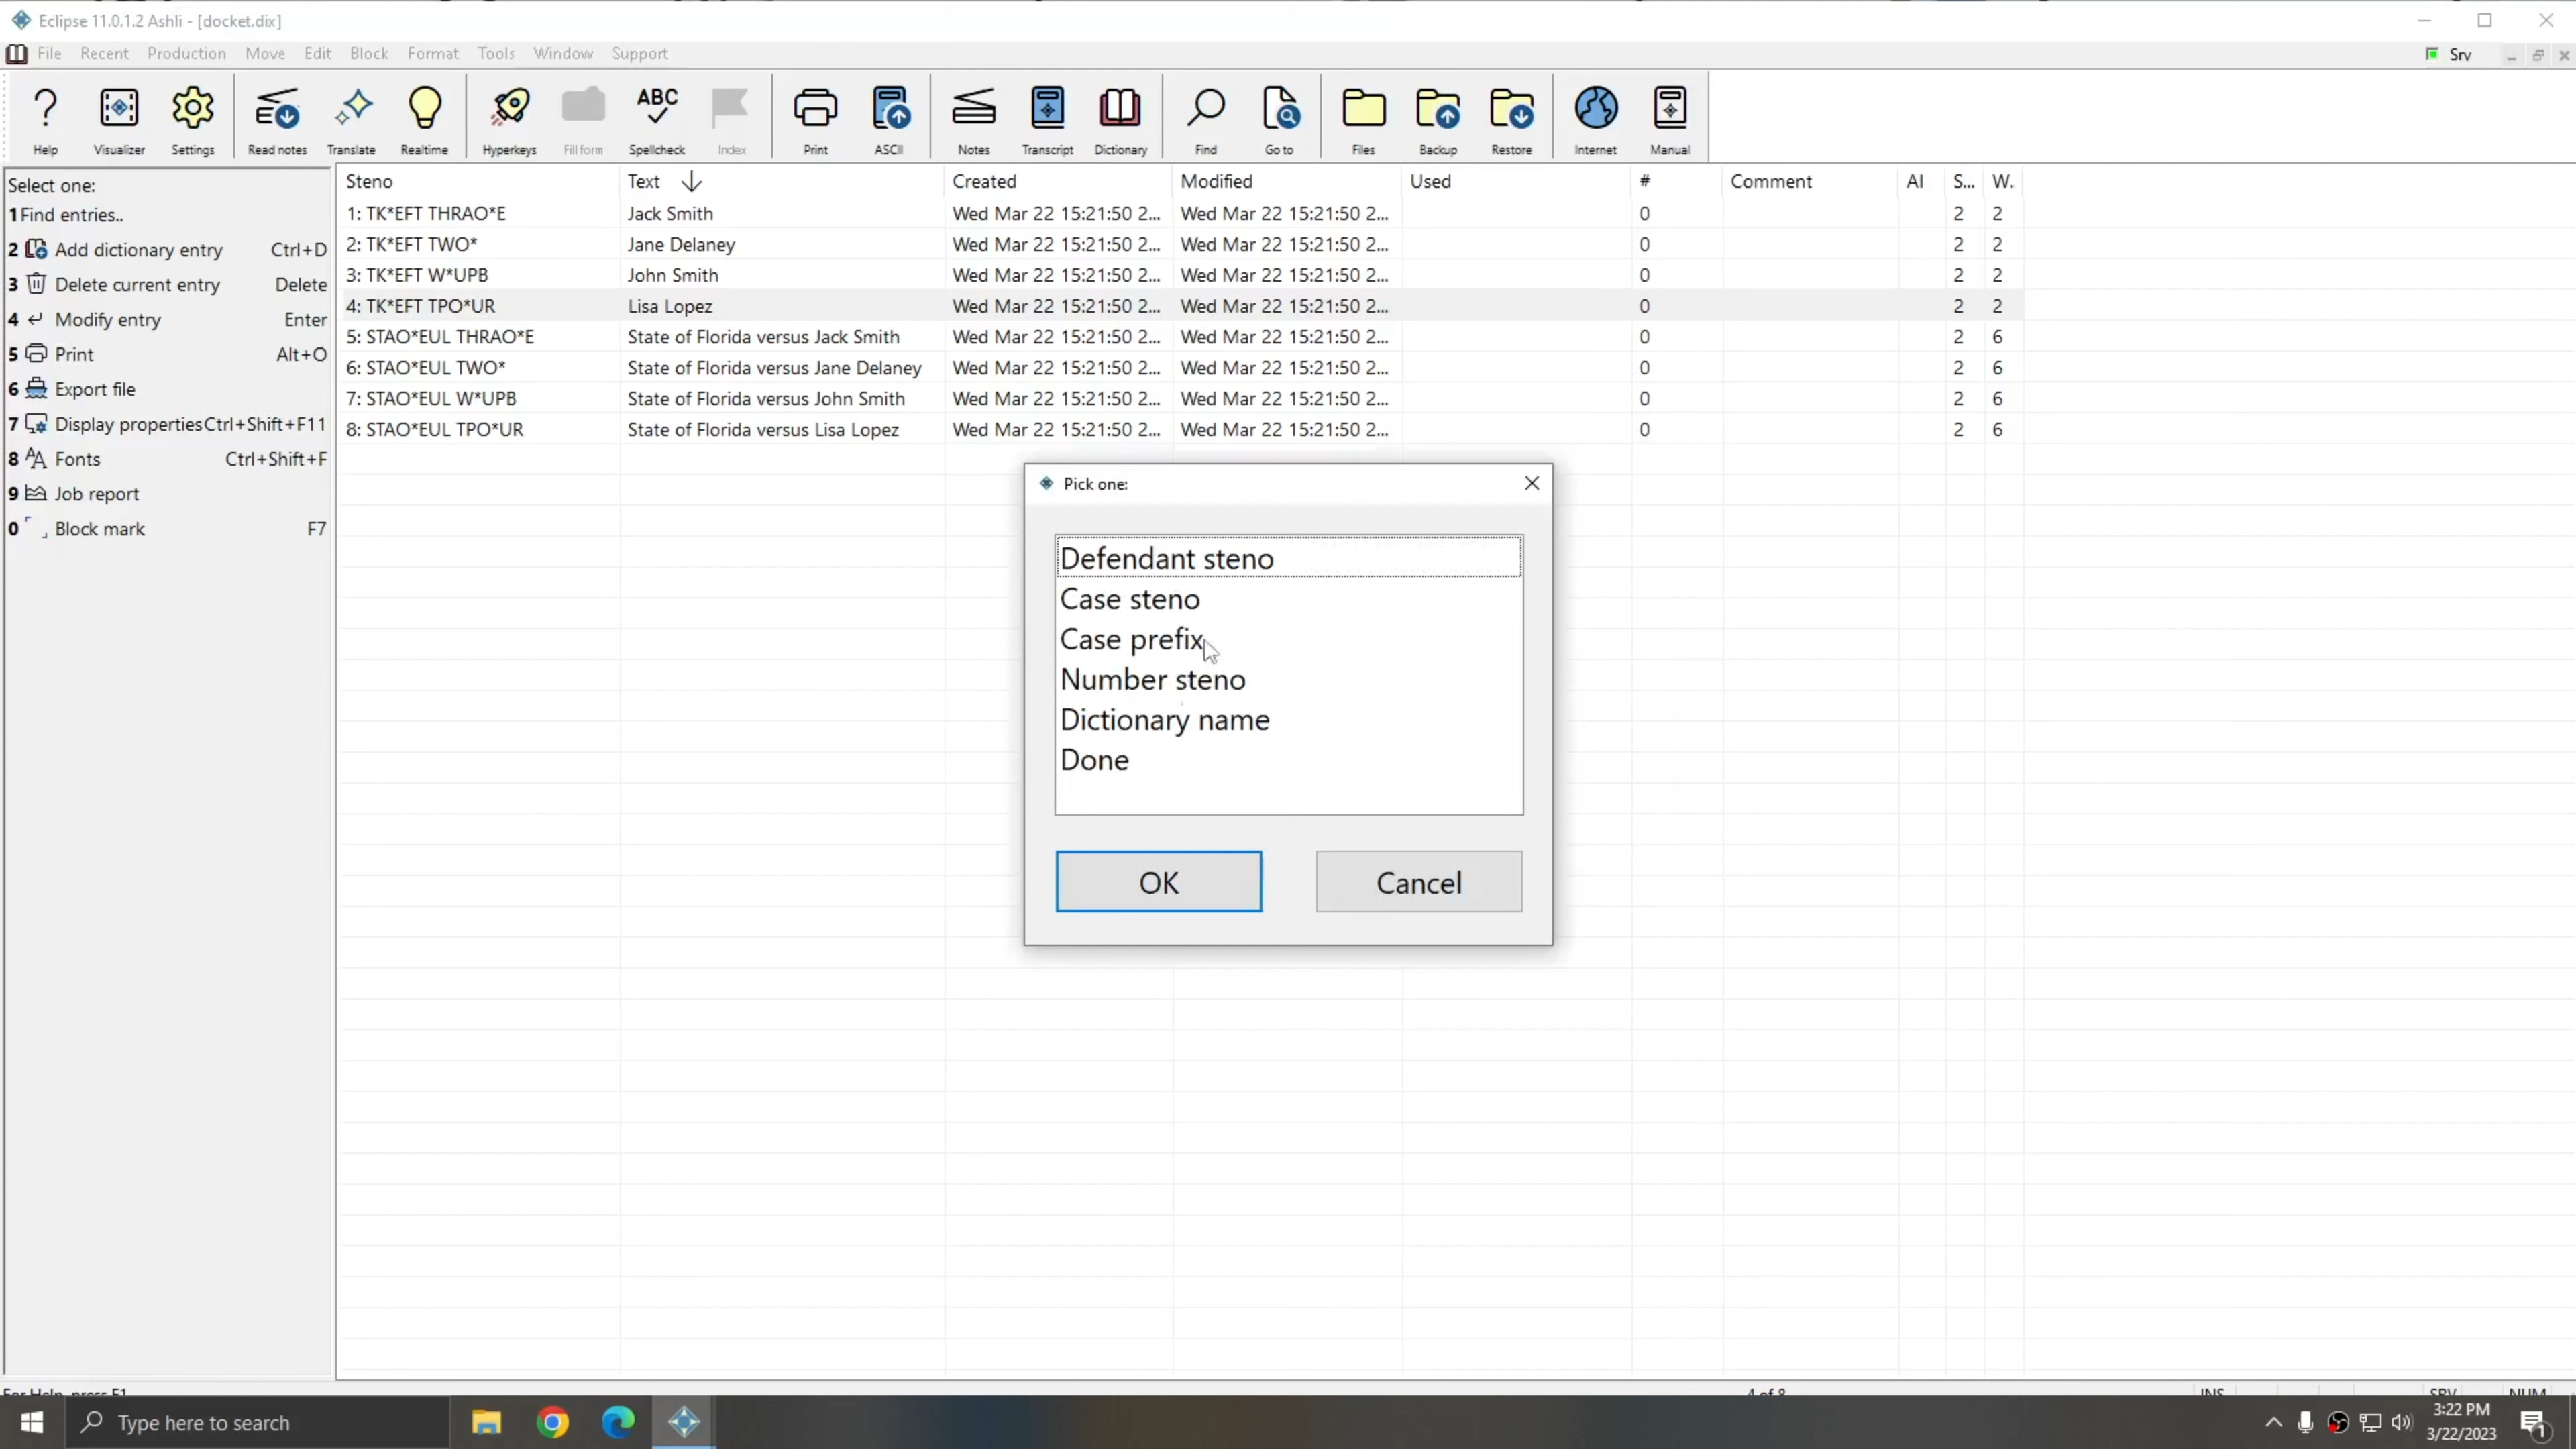 Eclipse 11.0.1.2 Ashli - [docket.dix]
File Recent Production Move Edit Block Format Tools Window Support Srv
Help Visualizer Settings Read notes Translate Realtime Hyperkeys Fill form ABC Spellcheck Index Print ASCII Notes Transcript Dictionary Find Go to Files Backup Restore Internet Manual
Select one:
1 Find entries..
2 Add dictionary entry Ctrl+D
3 Delete current entry Delete
4 Modify entry Enter
5 Print Alt+O
6 Export file
7 Display properties Ctrl+Shift+F11
8 Fonts Ctrl+Shift+F
9 Job report
0 Block mark F7
Steno Text Created Modified Used # Comment AI S... W.
1: TK*EFT THRAO*E Jack Smith Wed Mar 22 15:21:50 2... Wed Mar 22 15:21:50 2... 0 2 2
2: TK*EFT TWO* Jane Delaney Wed Mar 22 15:21:50 2... Wed Mar 22 15:21:50 2... 0 2 2
3: TK*EFT W*UPB John Smith Wed Mar 22 15:21:50 2... Wed Mar 22 15:21:50 2... 0 2 2
4: TK*EFT TPO*UR Lisa Lopez Wed Mar 22 15:21:50 2... Wed Mar 22 15:21:50 2... 0 2 2
5: STAO*EUL THRAO*E State of Florida versus Jack Smith Wed Mar 22 15:21:50 2... Wed Mar 22 15:21:50 2... 0 2 6
6: STAO*EUL TWO* State of Florida versus Jane Delaney Wed Mar 22 15:21:50 2... Wed Mar 22 15:21:50 2... 0 2 6
7: STAO*EUL W*UPB State of Florida versus John Smith Wed Mar 22 15:21:50 2... Wed Mar 22 15:21:50 2... 0 2 6
8: STAO*EUL TPO*UR State of Florida versus Lisa Lopez Wed Mar 22 15:21:50 2... Wed Mar 22 15:21:50 2... 0 2 6
Pick one:
Defendant steno
Case steno
Case prefix
Number steno
Dictionary name
Done
OK Cancel
For Help, press F1 4 of 8 INS SRV NUM
Type here to search
3:22 PM
3/22/2023
1